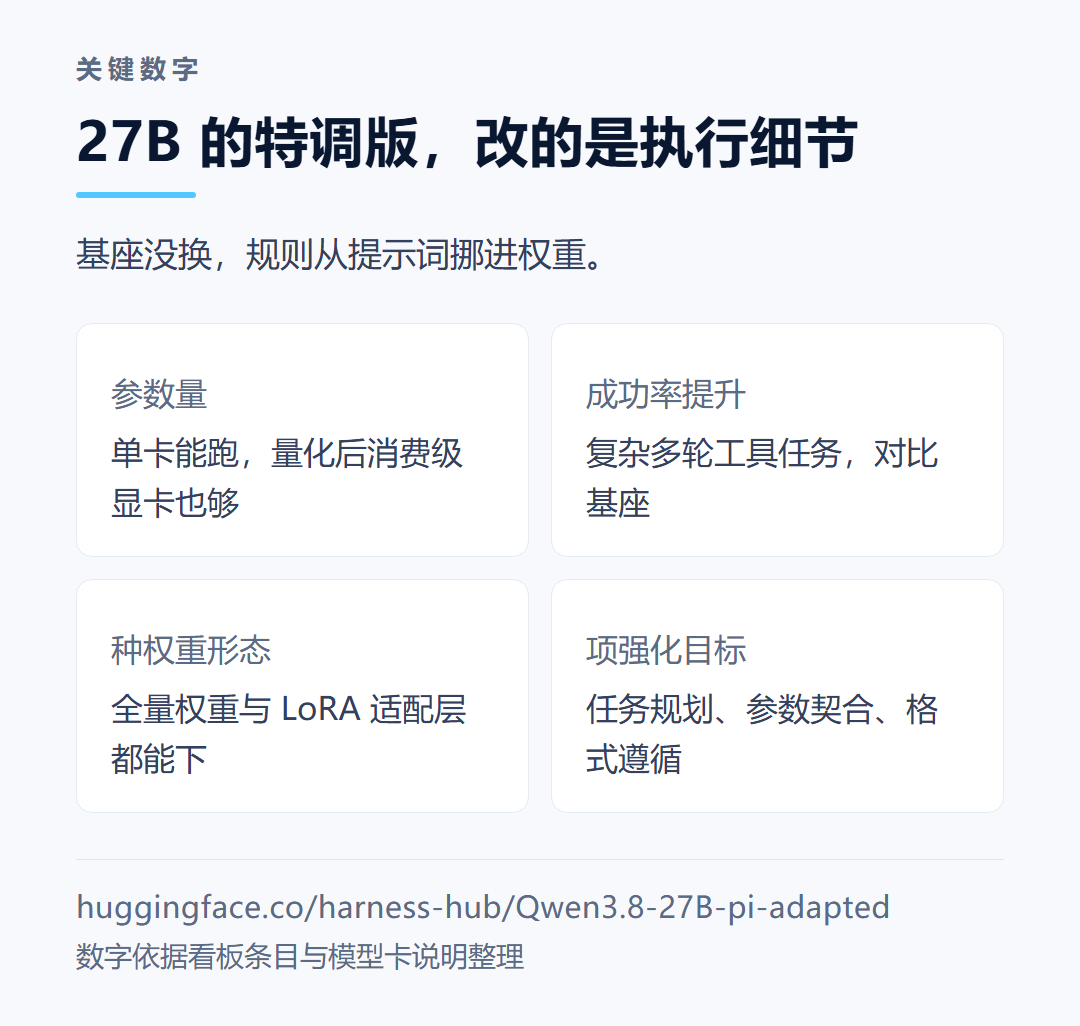 关键数字
27B 的特调版，改的是执行细节
基座没换，规则从提示词挪进权重。
参数量
单卡能跑，量化后消费级
显卡也够
成功率提升
复杂多轮工具任务，对比
基座
种权重形态
全量权重与 LoRA 适配层
都能下
项强化目标
任务规划、参数契合、格
式遵循
huggingface.co/harness-hub/Qwen3.8-27B-pi-adapted
数字依据看板条目与模型卡说明整理